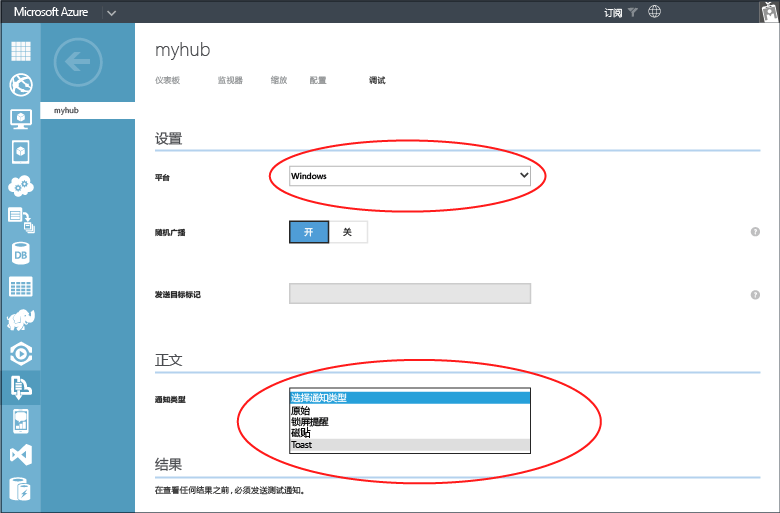 Microsoft Azure
订阅
myhub
myhub
仪表板 监视器 缩放 配置 调试
设置
平台 Windows
随机广播 开 关
?
发送目标标记
?
正文
通知类型 选择通知类型
原始
锁屏提醒
磁贴
Toast
结果
在查看任何结果之前,必须发送测试通知。
DB